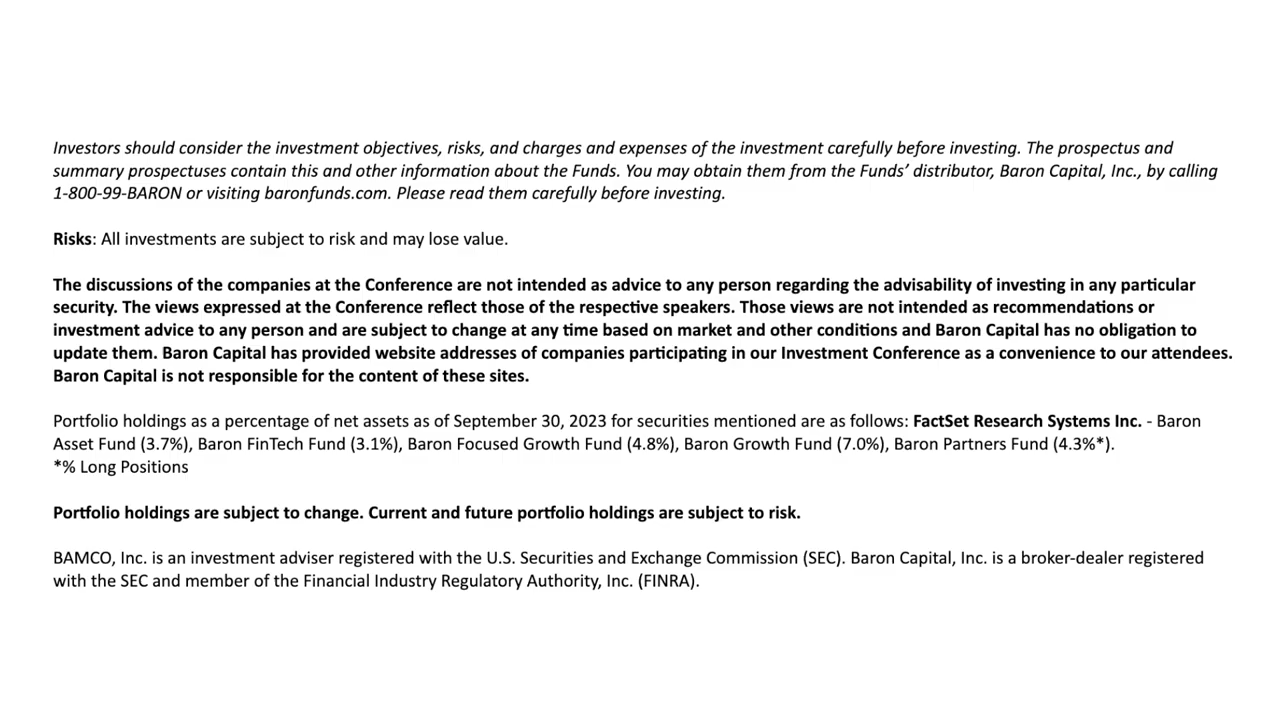 Investors should consider the investment objectives, risks, and charges and expenses of the investment carefully before investing. The prospectus and
summary prospectuses contain this and other information about the Funds. You may obtain them from the Funds’ distributor, Baron Capital, Inc., by calling
1-800-99-BARON or visiting baronfunds.com. Please read them carefully before investing.
Risks: All investments are subject to risk and may lose value.
The discussions of the companies at the Conference are not intended as advice to any person regarding the advisability of investing in any particular
security. The views expressed at the Conference reflect those of the respective speakers. Those views are not intended as recommendations or
investment advice to any person and are subject to change at any time based on market and other conditions and Baron Capital has no obligation to
update them. Baron Capital has provided website addresses of companies participating in our Investment Conference as a convenience to our attendees.
Baron Capital is not responsible for the content of these sites.
Portfolio holdings as a percentage of net assets as of September 30, 2023 for securities mentioned are as follows: FactSet Research Systems Inc. - Baron
Asset Fund (3.7%), Baron FinTech Fund (3.1%), Baron Focused Growth Fund (4.8%), Baron Growth Fund (7.0%), Baron Partners Fund (4.3%*).
*% Long Positions
Portfolio holdings are subject to change. Current and future portfolio holdings are subject to risk.
BAMCO, Inc. is an investment adviser registered with the U.S. Securities and Exchange Commission (SEC). Baron Capital, Inc. is a broker-dealer registered
with the SEC and member of the Financial Industry Regulatory Authority, Inc. (FINRA).